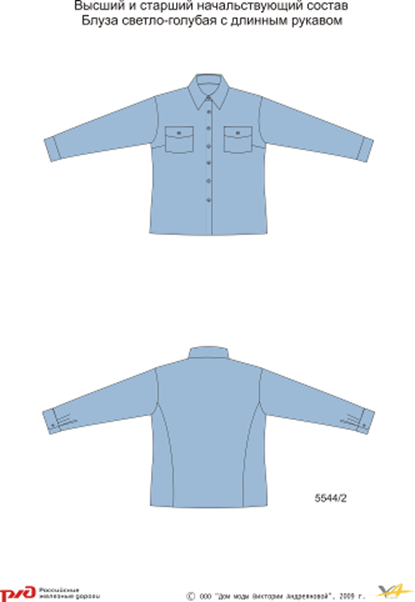 Высший и старший начальствующий состав
Блуза светло-голубая с длинным рукавом
5544/2
Российские
железные дороги
© ООО "Дом моды Виктории Андреяновой", 2009 г.